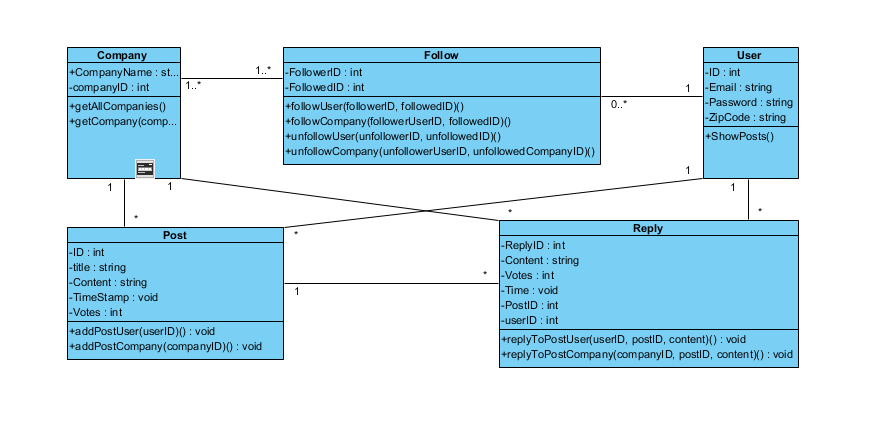 Company
+CompanyName : st...
-companyID : int
+getAllCompanies()
+getCompany(comp...
1..*
1..*
Follow
-FollowerID : int
-FollowedID : int
+followUser(followerID, followedID)()
+followCompany(followerUserID, followedID)()
+unfollowUser(unfollowerID, unfollowedID)()
+unfollowCompany(unfollowerUserID, unfollowedCompanyID)()
1
0..*
User
-ID : int
-Email : string
-Password : string
-ZipCode : string
+ShowPosts()
1
1
1
1
*
*
*
*
Post
-ID : int
-title : string
-Content : string
-TimeStamp : void
-Votes : int
+addPostUser(userID)() : void
+addPostCompany(companyID)() : void
1
*
Reply
-ReplyID : int
-Content : string
-Votes : int
-Time : void
-PostID : int
-userID : int
+replyToPostUser(userID, postID, content)() : void
+replyToPostCompany(companyID, postID, content)() : void